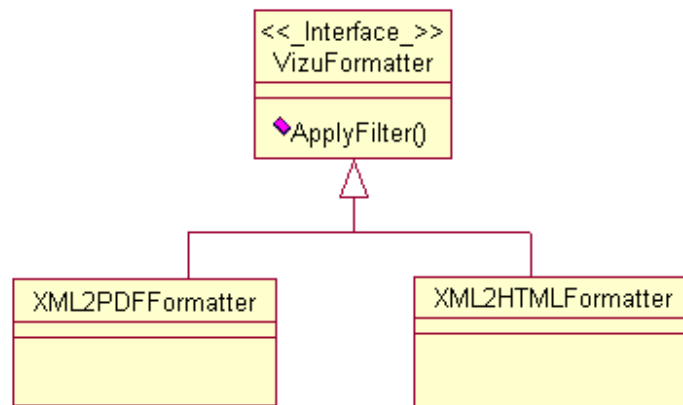 <<_Interface_>>
VizuFormatter
ApplyFilter()
XML2PDFFormatter
XML2HTMLFormatter